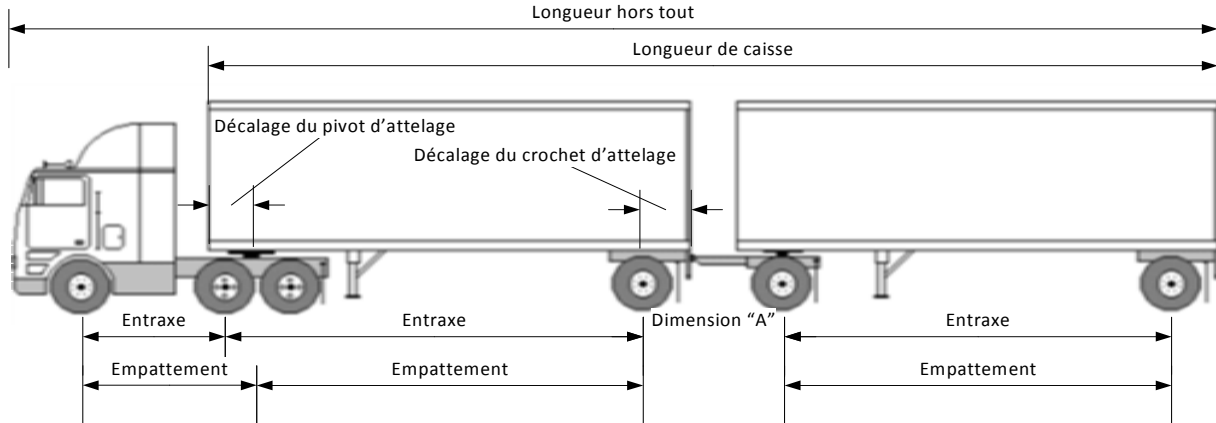 Longueur hors tout
Longueur de caisse
Décalage du pivot d’attelage
Décalage du crochet d’attelage
Entraxe
Entraxe
Dimension “A”
Entraxe
Empattement
Empattement
Empattement